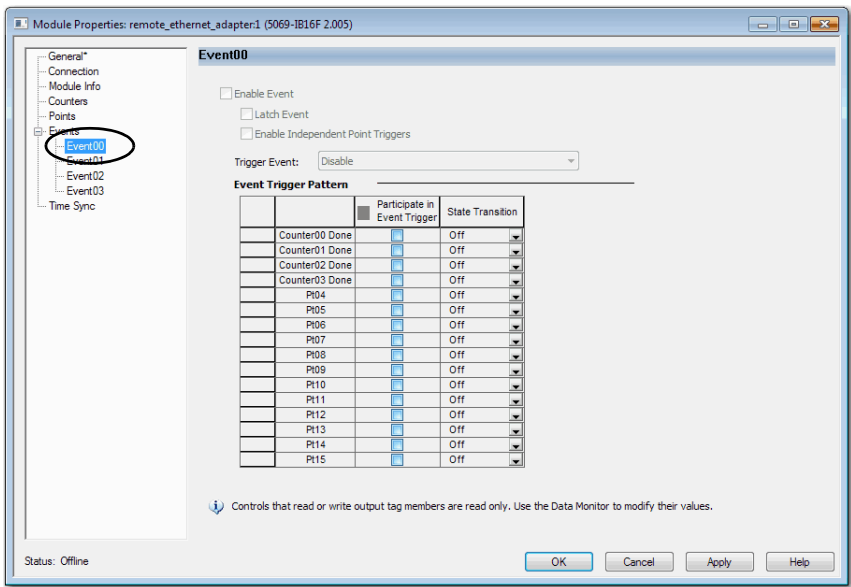 Module Properties: remote_ethernet_adapter:1 (5069-IB16F 2.005)
General*
Connection
Module Info
Counters
Points
Events
Event00
Event01
Event02
Event03
Time Sync
Event00
Enable Event
Latch Event
Enable Independent Point Triggers
Trigger Event: Disable
Event Trigger Pattern
Participate in Event Trigger State Transition
Counter00 Done Off
Counter01 Done Off
Counter02 Done Off
Counter03 Done Off
Pt04 Off
Pt05 Off
Pt06 Off
Pt07 Off
Pt08 Off
Pt09 Off
Pt10 Off
Pt11 Off
Pt12 Off
Pt13 Off
Pt14 Off
Pt15 Off
Controls that read or write output tag members are read only. Use the Data Monitor to modify their values.
Status: Offline
OK Cancel Apply Help